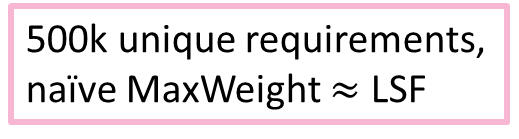 500k unique requirements,
naïve MaxWeight ≈ LSF